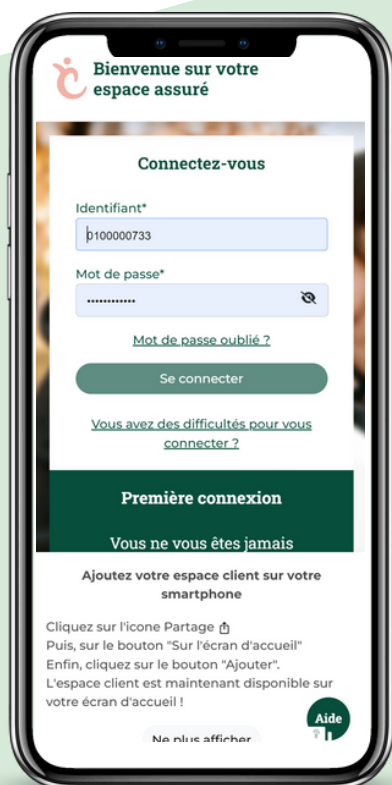 Bienvenue sur votre
espace assuré
Connectez-vous
Identifiant*
0100000733
Mot de passe*
••••••••••••
Mot de passe oublié ?
Se connecter
Vous avez des difficultés pour vous
connecter ?
Première connexion
Vous ne vous êtes jamais
Ajoutez votre espace client sur votre
smartphone
Cliquez sur l'icone Partage
Puis, sur le bouton "Sur l'écran d'accueil"
Enfin, cliquez sur le bouton "Ajouter".
L'espace client est maintenant disponible sur
votre écran d'accueil !
Aide
Ne plus afficher